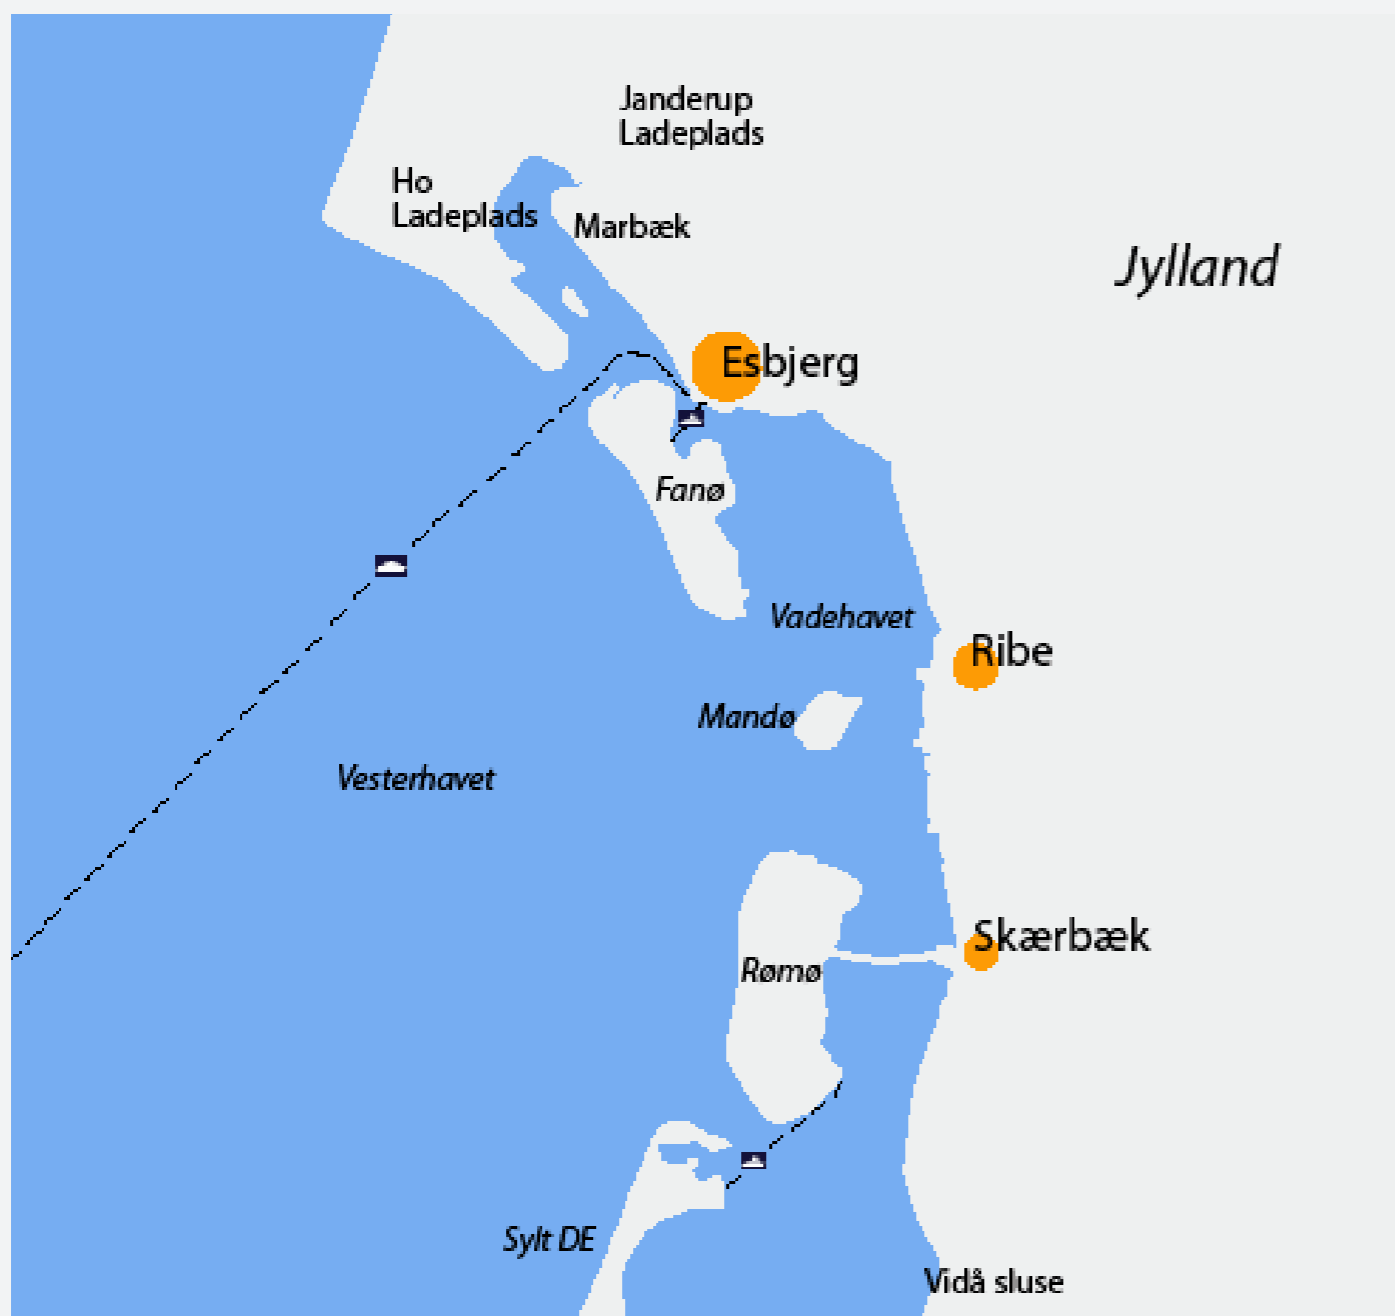 Janderup
Ladeplads
Ho
Ladeplads
Marbæk
Jylland
Esbjerg
Fanø
Vadehavet
Ribe
Mandø
Vesterhavet
Skærbæk
Rømø
Sylt DE
Vidå sluse